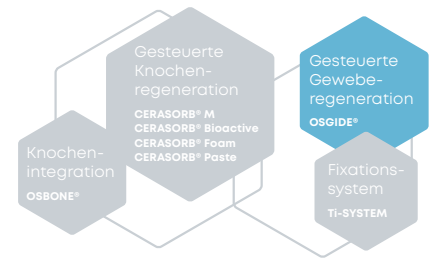 Gesteuerte
Knochen-
regeneration
CERASORB® M
CERASORB® Bioactive
CERASORB® Foam
CERASORB® Paste
Gesteuerte
Gewebe-
regeneration
OSGIDE®
Knochen-
integration
OSBONE®
Fixations-
system
Ti-SYSTEM